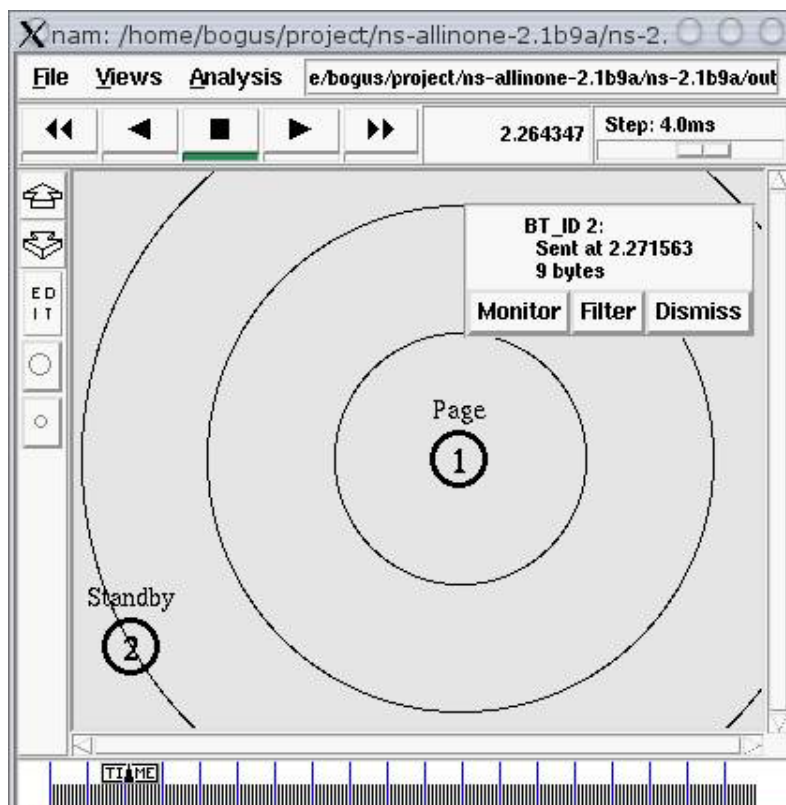 nam: /home/bogus/project/ns-allinone-2.1b9a/ns-2.
File Views Analysis e/bogus/project/ns-allinone-2.1b9a/ns-2.1b9a/out
2.264347 Step: 4.0ms
BT_ID 2:
Sent at 2.271563
9 bytes
Monitor Filter Dismiss
E D
I T
Page
1
Standby
2
TIME